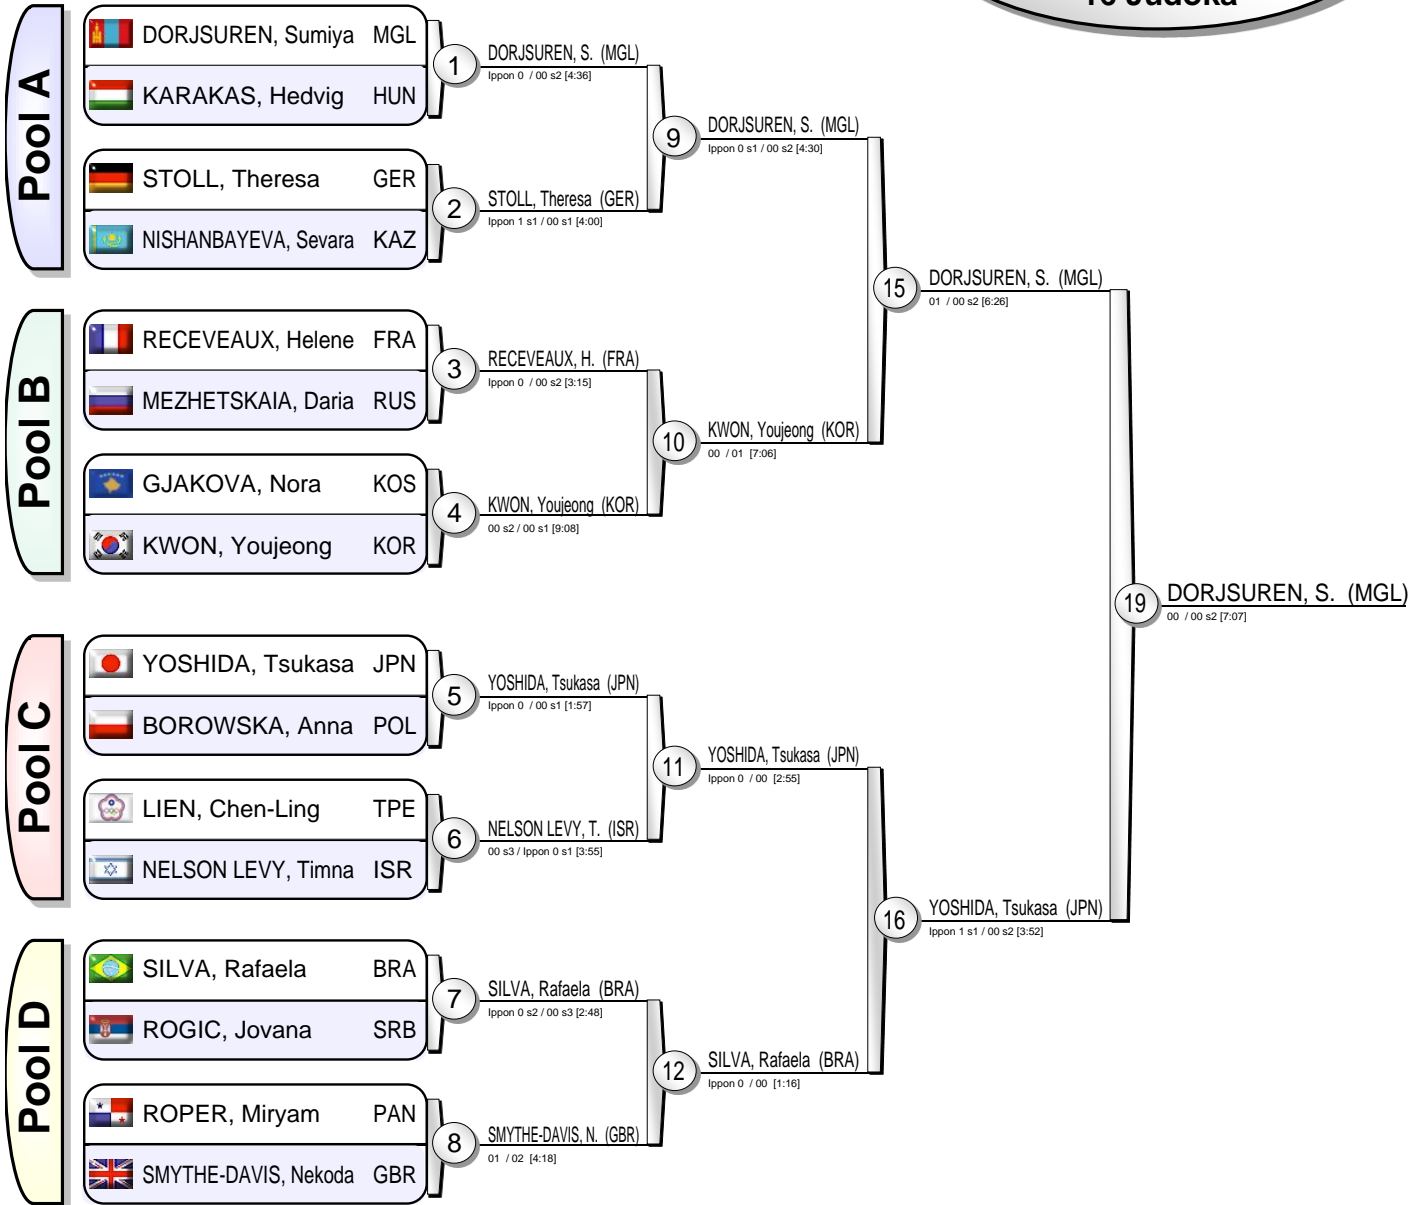 16 Judoka
Pool A
DORJSUREN, Sumiya MGL
KARAKAS, Hedvig HUN
STOLL, Theresa GER
NISHANBAYEVA, Sevara KAZ
Pool B
RECEVEAUX, Helene FRA
MEZHETSKAIA, Daria RUS
GJAKOVA, Nora KOS
KWON, Youjeong KOR
Pool C
YOSHIDA, Tsukasa JPN
BOROWSKA, Anna POL
LIEN, Chen-Ling TPE
NELSON LEVY, Timna ISR
Pool D
SILVA, Rafaela BRA
ROGIC, Jovana SRB
ROPER, Miryam PAN
SMYTHE-DAVIS, Nekoda GBR
1
DORJSUREN, S. (MGL)
Ippon 0 / 00 s2 [4:36]
2
STOLL, Theresa (GER)
Ippon 1 s1 / 00 s1 [4:00]
3
RECEVEAUX, H. (FRA)
Ippon 0 / 00 s2 [3:15]
4
KWON, Youjeong (KOR)
00 s2 / 00 s1 [9:08]
5
YOSHIDA, Tsukasa (JPN)
Ippon 0 / 00 s1 [1:57]
6
NELSON LEVY, T. (ISR)
00 s3 / Ippon 0 s1 [3:55]
7
SILVA, Rafaela (BRA)
Ippon 0 s2 / 00 s3 [2:48]
8
SMYTHE-DAVIS, N. (GBR)
01 / 02 [4:18]
9
DORJSUREN, S. (MGL)
Ippon 0 s1 / 00 s2 [4:30]
10
KWON, Youjeong (KOR)
00 / 01 [7:06]
11
YOSHIDA, Tsukasa (JPN)
Ippon 0 / 00 [2:55]
12
SILVA, Rafaela (BRA)
Ippon 0 / 00 [1:16]
15
DORJSUREN, S. (MGL)
01 / 00 s2 [6:26]
16
YOSHIDA, Tsukasa (JPN)
Ippon 1 s1 / 00 s2 [3:52]
19
DORJSUREN, S. (MGL)
00 / 00 s2 [7:07]